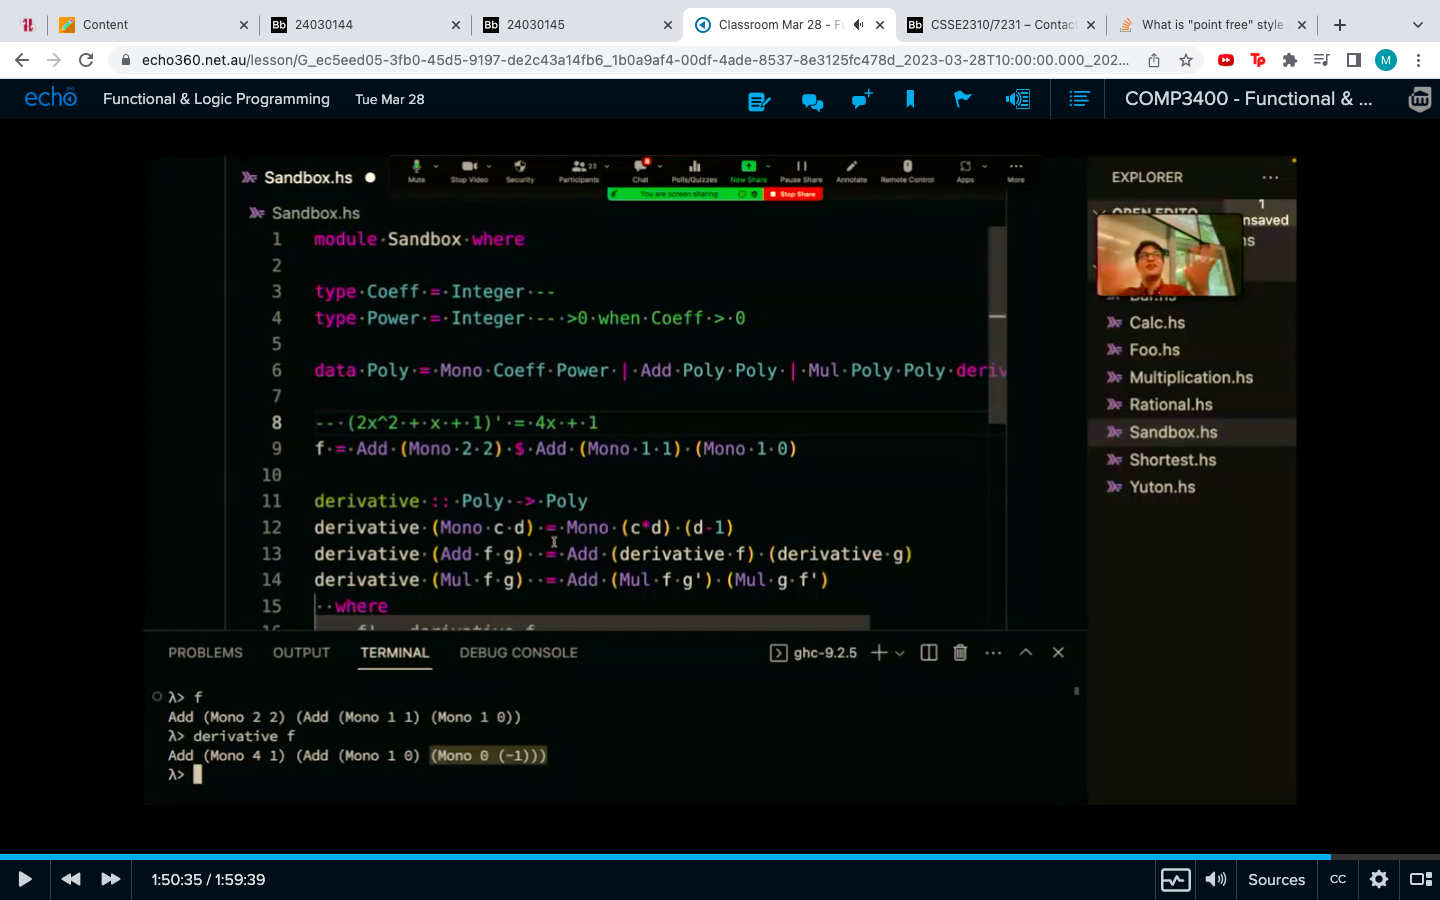 Content
24030144
24030145
Classroom Mar 28 - F
CSSE2310/7231 – Contac
What is "point free" style
echo360.net.au/lesson/G_ec5eed05-3fb0-45d5-9197-de2c43a14fb6_1b0a9af4-00df-4ade-8537-8e3125fc478d_2023-03-28T10:00:00.000_202...
M
echo
Functional & Logic Programming
Tue Mar 28
COMP3400 - Functional & ...
Sandbox.hs
Mute
Stop Video
Security
Participants
23
Chat
8
Polls/Quizzes
New Share
Pause Share
Annotate
Remote Control
Apps
More
You are screen sharing
Stop Share
Sandbox.hs
1 module Sandbox where
2
3 type Coeff = Integer --
4 type Power = Integer -- >0 when Coeff > 0
5
6 data Poly = Mono Coeff Power | Add Poly Poly | Mul Poly Poly deriv
7
8 -- (2x^2 + x + 1)' = 4x + 1
9 f = Add (Mono 2 2) $ Add (Mono 1 1) (Mono 1 0)
10
11 derivative :: Poly -> Poly
12 derivative (Mono c d) = Mono (c*d) (d-1)
13 derivative (Add f g) = Add (derivative f) (derivative g)
14 derivative (Mul f g) = Add (Mul f g') (Mul g f')
15 where
16 f' = derivative f
EXPLORER
OPEN EDITO
1
nsaved
hs
Bar.hs
Calc.hs
Foo.hs
Multiplication.hs
Rational.hs
Sandbox.hs
Shortest.hs
Yuton.hs
PROBLEMS OUTPUT TERMINAL DEBUG CONSOLE
ghc-9.2.5
λ> f
Add (Mono 2 2) (Add (Mono 1 1) (Mono 1 0))
λ> derivative f
Add (Mono 4 1) (Add (Mono 1 0) (Mono 0 (-1)))
λ>
1:50:35 / 1:59:39
Sources
CC